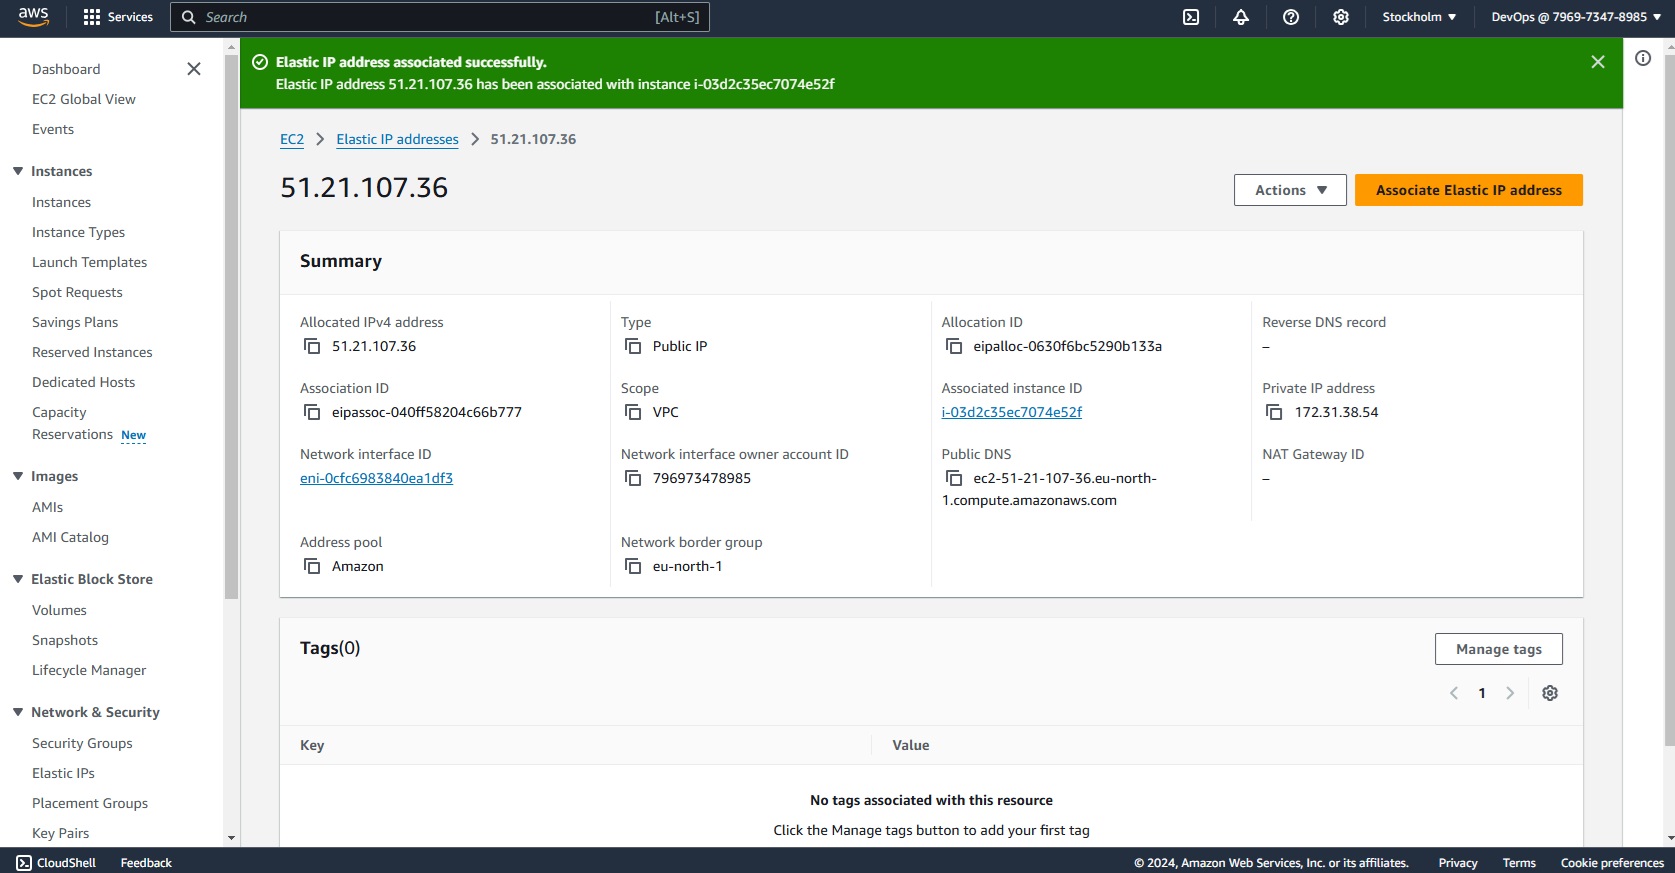 aws
Services
Search
[Alt+S]
Stockholm
DevOps @ 7969-7347-8985
Dashboard
EC2 Global View
Events
Instances
Instances
Instance Types
Launch Templates
Spot Requests
Savings Plans
Reserved Instances
Dedicated Hosts
Capacity
Reservations New
Images
AMIs
AMI Catalog
Elastic Block Store
Volumes
Snapshots
Lifecycle Manager
Network & Security
Security Groups
Elastic IPs
Placement Groups
Key Pairs
Elastic IP address associated successfully.
Elastic IP address 51.21.107.36 has been associated with instance i-03d2c35ec7074e52f
EC2 > Elastic IP addresses > 51.21.107.36
51.21.107.36
Actions
Associate Elastic IP address
Summary
Allocated IPv4 address
51.21.107.36
Type
Public IP
Allocation ID
eipalloc-0630f6bc5290b133a
Reverse DNS record
–
Association ID
eipassoc-040ff58204c66b777
Scope
VPC
Associated instance ID
i-03d2c35ec7074e52f
Private IP address
172.31.38.54
Network interface ID
eni-0cfc6983840ea1df3
Network interface owner account ID
796973478985
Public DNS
ec2-51-21-107-36.eu-north-
1.compute.amazonaws.com
NAT Gateway ID
–
Address pool
Amazon
Network border group
eu-north-1
Tags(0)
Manage tags
1
Key
Value
No tags associated with this resource
Click the Manage tags button to add your first tag
CloudShell
Feedback
© 2024, Amazon Web Services, Inc. or its affiliates.
Privacy
Terms
Cookie preferences